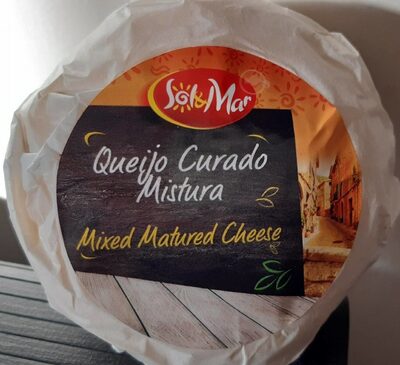 Sol&Mar
Queijo Curado
Mistura
Mixed Matured Cheese